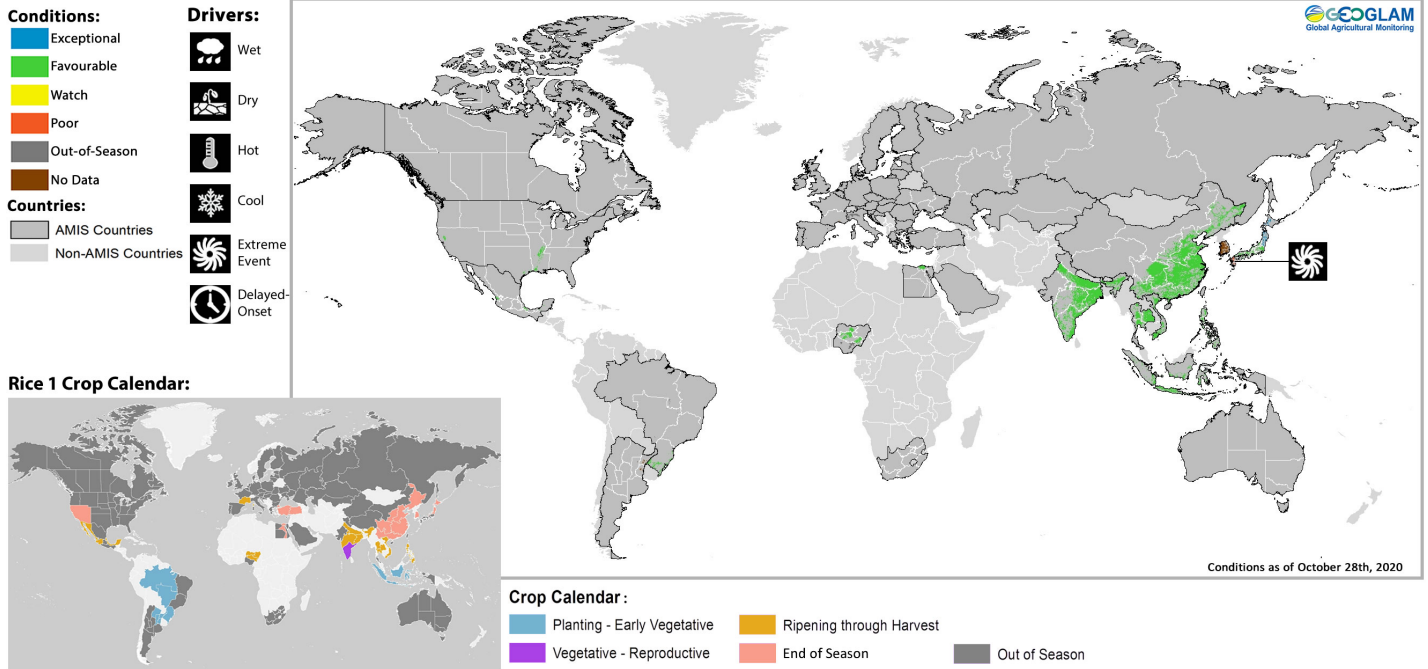 Conditions:
Exceptional
Favourable
Watch
Poor
Out-of-Season
No Data
Countries:
AMIS Countries
Non-AMIS Countries
Drivers:
Wet
Dry
Hot
Cool
Extreme
Event
Delayed-
Onset
GEOGLAM
Global Agricultural Monitoring
Conditions as of October 28th, 2020
Rice 1 Crop Calendar:
Crop Calendar :
Planting - Early Vegetative
Vegetative - Reproductive
Ripening through Harvest
End of Season
Out of Season